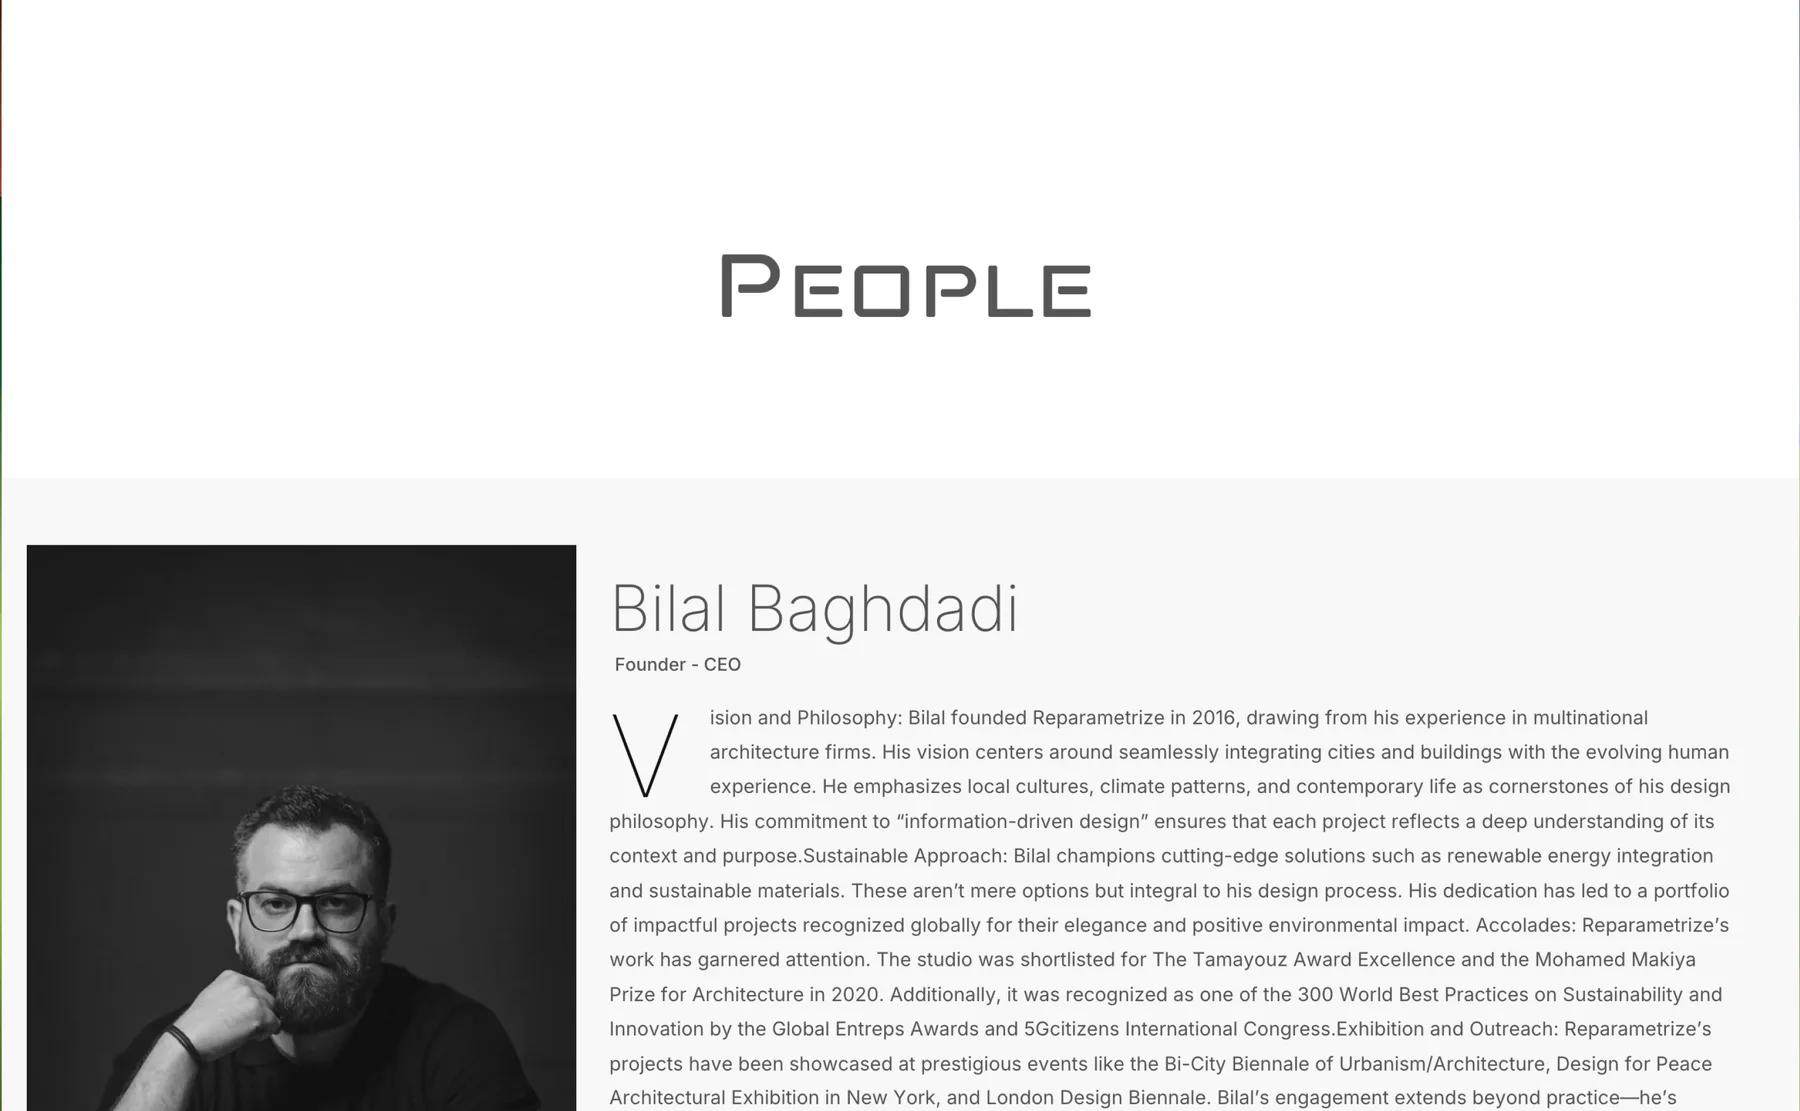 PEOPLE
Bilal Baghdadi
Founder - CEO
Vision and Philosophy: Bilal founded Reparametrize in 2016, drawing from his experience in multinational
architecture firms. His vision centers around seamlessly integrating cities and buildings with the evolving human
experience. He emphasizes local cultures, climate patterns, and contemporary life as cornerstones of his design
philosophy. His commitment to “information-driven design” ensures that each project reflects a deep understanding of its
context and purpose.Sustainable Approach: Bilal champions cutting-edge solutions such as renewable energy integration
and sustainable materials. These aren’t mere options but integral to his design process. His dedication has led to a portfolio
of impactful projects recognized globally for their elegance and positive environmental impact. Accolades: Reparametrize’s
work has garnered attention. The studio was shortlisted for The Tamayouz Award Excellence and the Mohamed Makiya
Prize for Architecture in 2020. Additionally, it was recognized as one of the 300 World Best Practices on Sustainability and
Innovation by the Global Entreps Awards and 5Gcitizens International Congress.Exhibition and Outreach: Reparametrize’s
projects have been showcased at prestigious events like the Bi-City Biennale of Urbanism/Architecture, Design for Peace
Architectural Exhibition in New York, and London Design Biennale. Bilal’s engagement extends beyond practice—he’s